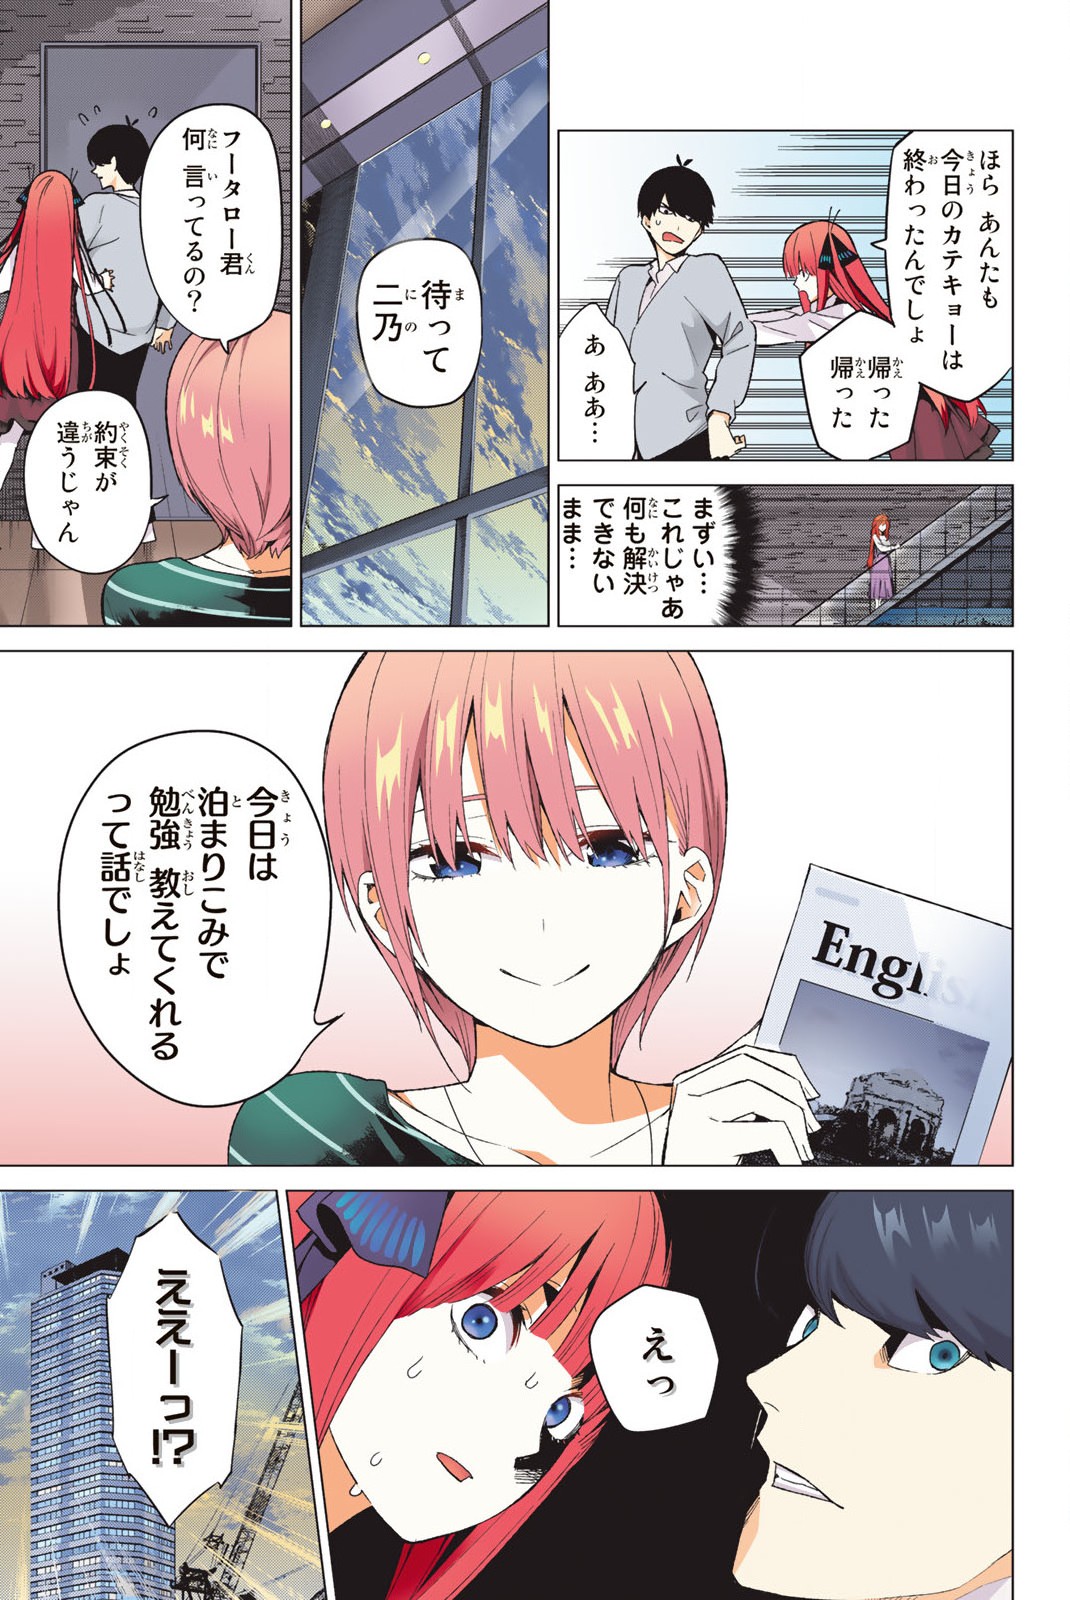 ほら あんたも
今日のカテキョーは
終わったんでしょ
帰った
帰った
あ ああ…
まずい…
これじゃあ
何も解決
できない
まま…
待って
二乃
フータロー君
何 言ってるの？
約束が
違うじゃん
今日は
泊まりこみで
勉強 教えてくれる
って話でしょ
English
えっ
ええーっ!?